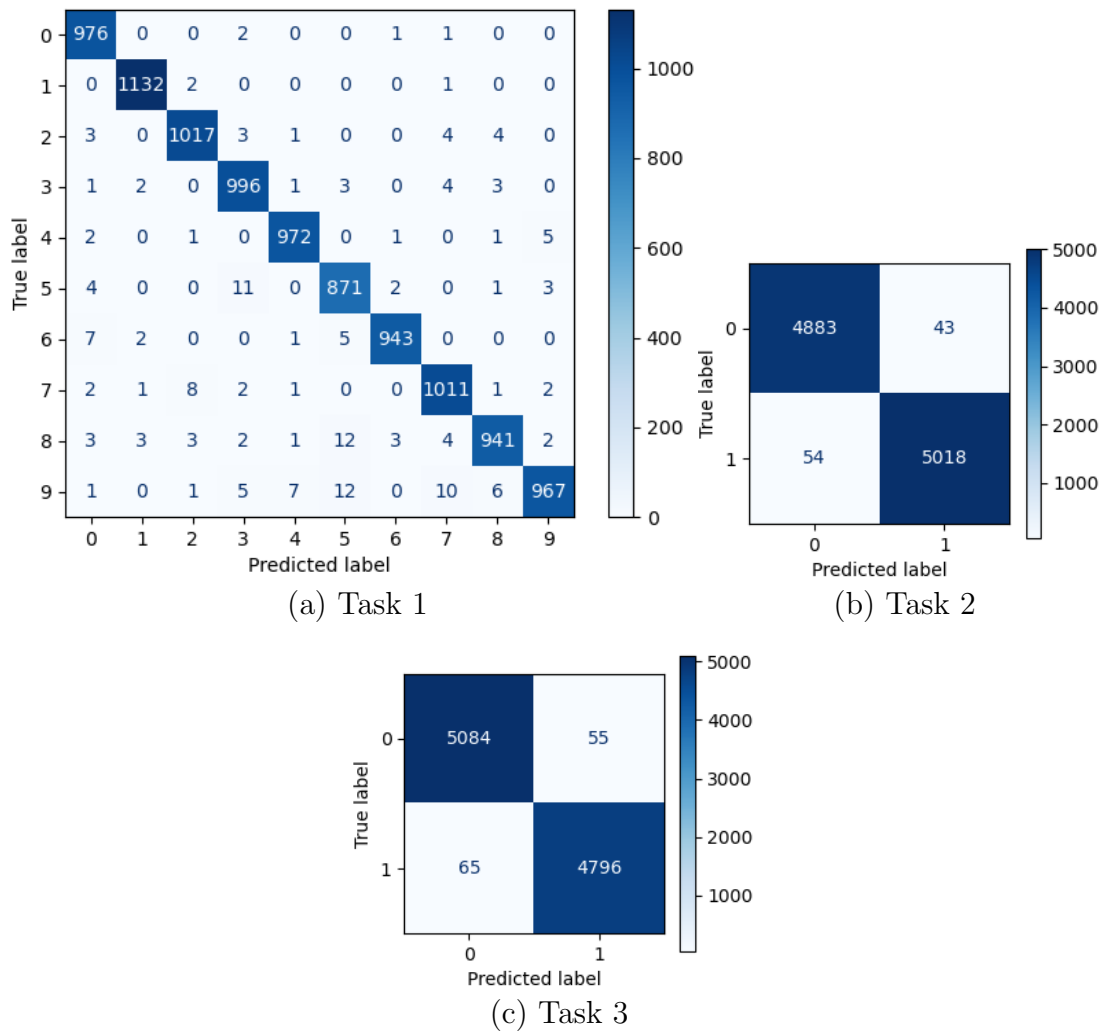 0 976 0 0 2 0 0 1 1 0 0
1 0 1132 2 0 0 0 0 1 0 0
2 3 0 1017 3 1 0 0 4 4 0
3 1 2 0 996 1 3 0 4 3 0
4 2 0 1 0 972 0 1 0 1 5
5 4 0 0 11 0 871 2 0 1 3
6 7 2 0 0 1 5 943 0 0 0
7 2 1 8 2 1 0 0 1011 1 2
8 3 3 3 2 1 12 3 4 941 2
9 1 0 1 5 7 12 0 10 6 967
0 1 2 3 4 5 6 7 8 9
Predicted label
True label
1000
800
600
400
200
0
(a) Task 1
0 4883 43
1 54 5018
0 1
Predicted label
True label
5000
4000
3000
2000
1000
(b) Task 2
0 5084 55
1 65 4796
0 1
Predicted label
True label
5000
4000
3000
2000
1000
(c) Task 3